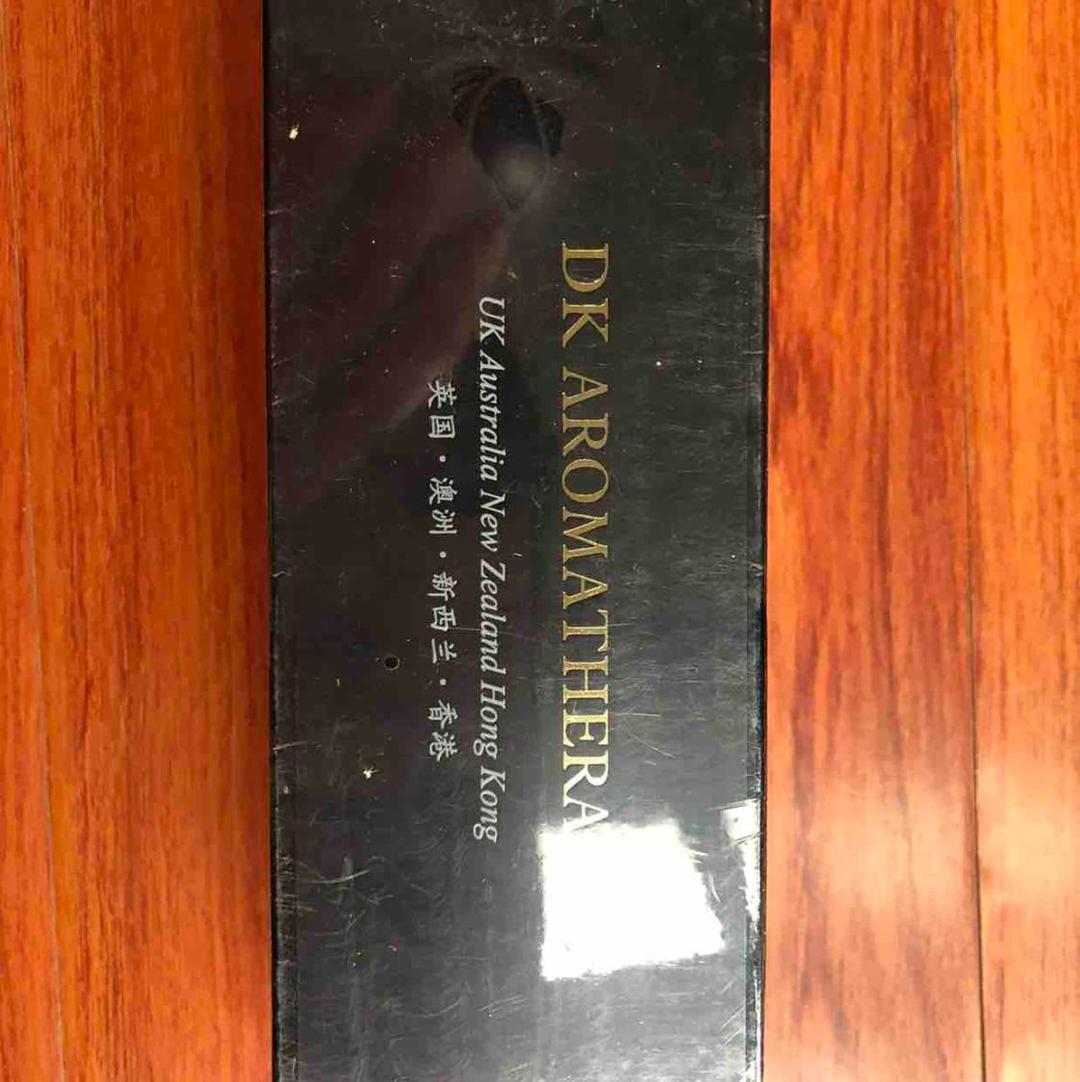 DK AROMATHERA
UK Australia New Zealand Hong Kong
英国·澳洲·新西兰·香港